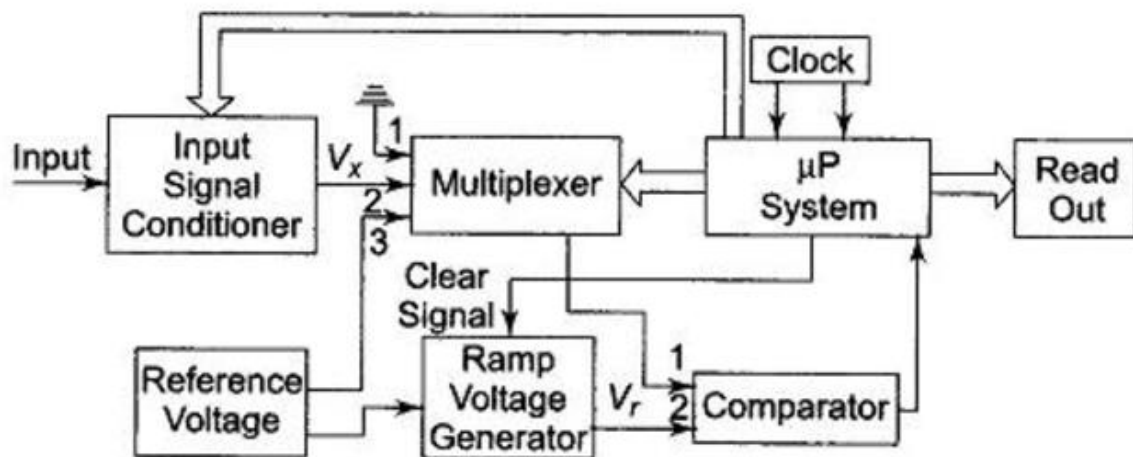 Clock
Input
Input
Signal
Conditioner
Vx
1
2
3
Multiplexer
μP
System
Read
Out
Clear
Signal
Reference
Voltage
Ramp
Voltage
Generator
Vr
1
2
Comparator